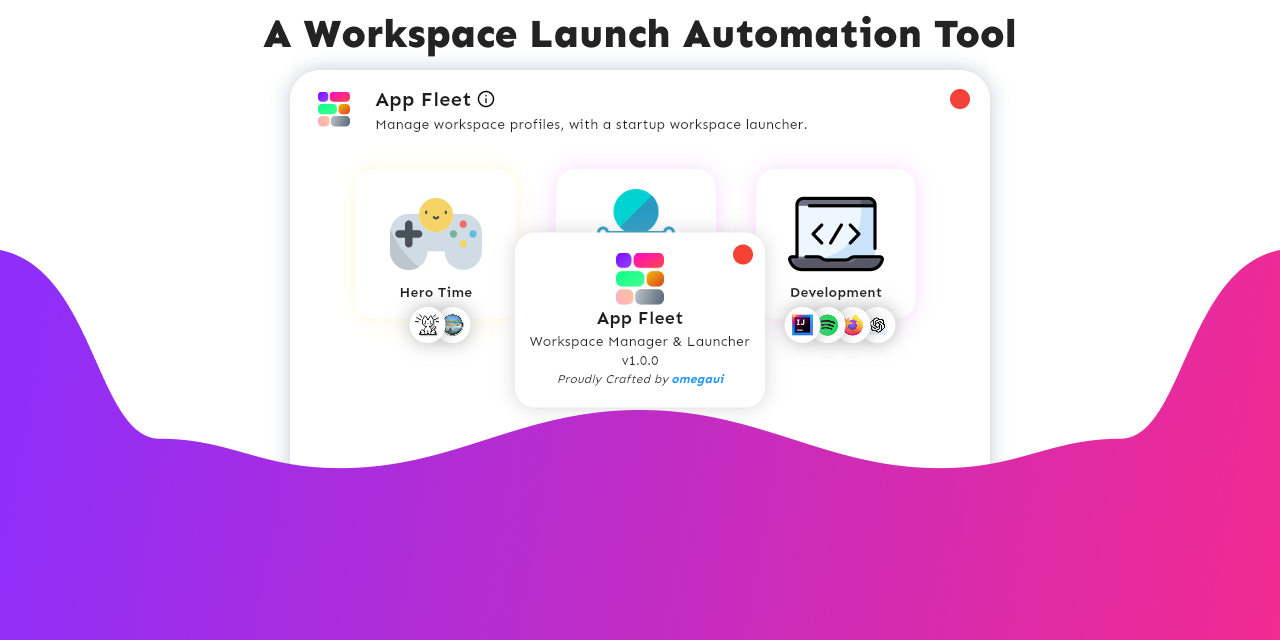 A Workspace Launch Automation Tool
App Fleet
Manage workspace profiles, with a startup workspace launcher.
Hero Time
Development
IJ
App Fleet
Workspace Manager & Launcher
v1.0.0
Proudly Crafted by omegaui